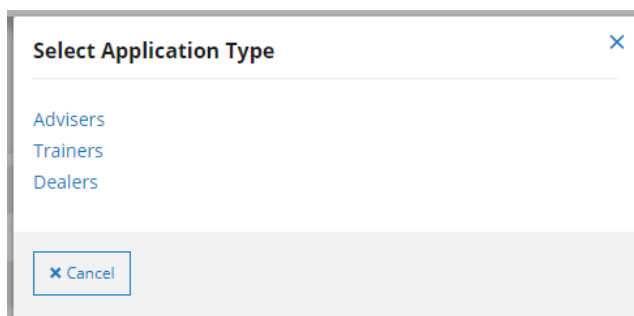 Select Application Type
Advisers
Trainers
Dealers
Cancel